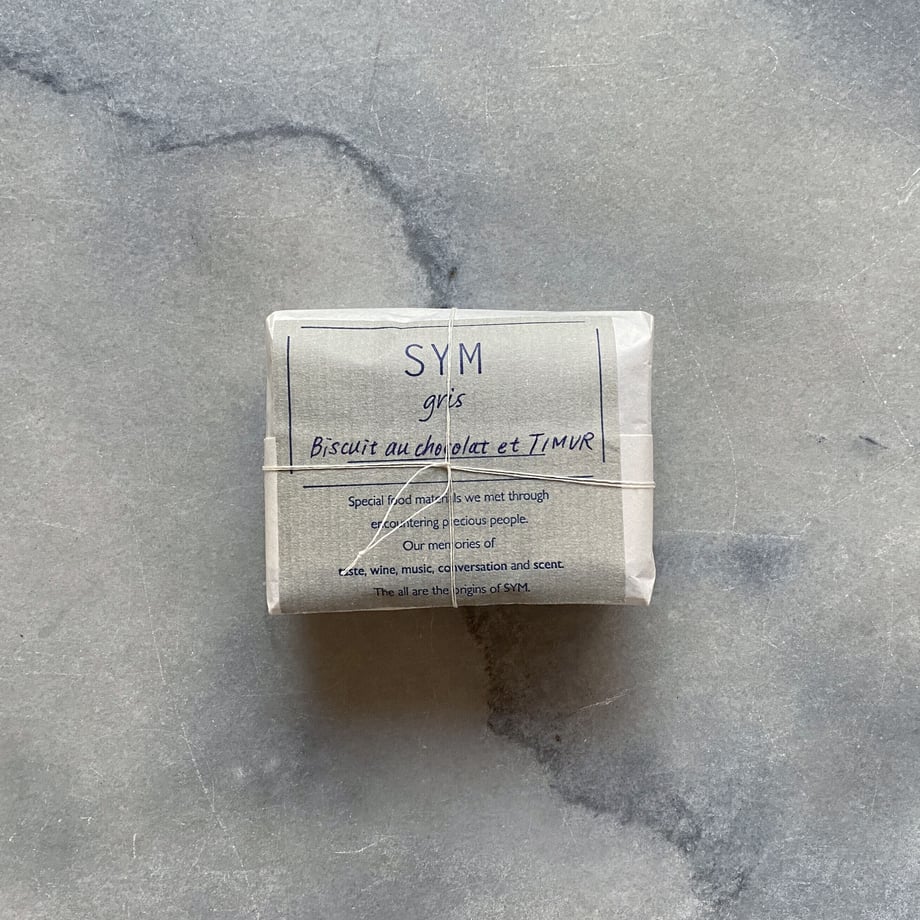 SYM
gris
Biscuit au chocolat et TIMUR
Special food materials we met through
encountering precious people.
Our memories of
taste, wine, music, conversation and scent.
The all are the origins of SYM.